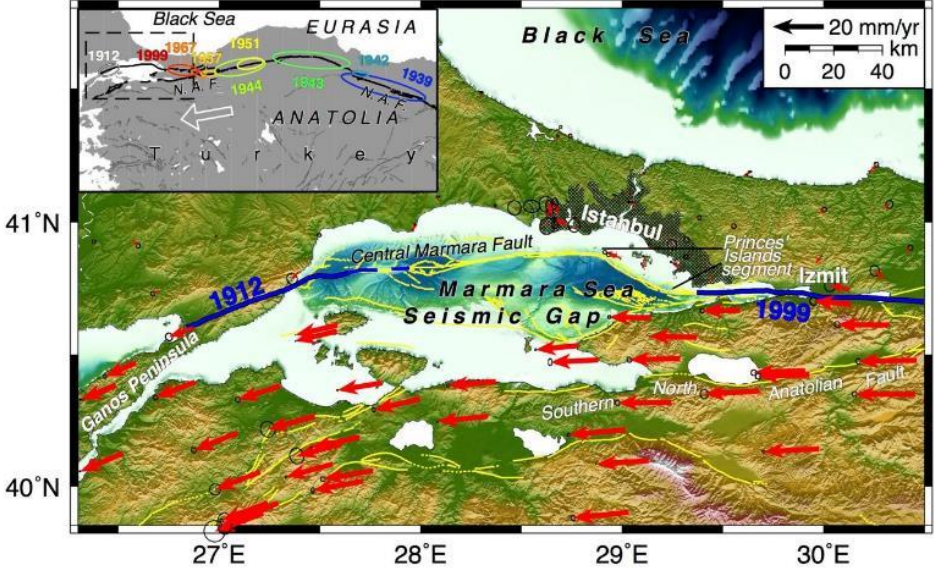 Black Sea
EURASIA
1912
1999
1967
1957
1951
1944
1943
1942
1939
N. A. F.
N. A. F.
ANATOLIA
T u r k e y
Black Sea
20 mm/yr
km
0 20 40
41°N
40°N
Istanbul
Central Marmara Fault
Princes'
Islands
segment
Izmit
1912
Marmara Sea
Seismic Gap
1999
Ganos Peninsula
Southern North Anatolian Fault
27°E
28°E
29°E
30°E